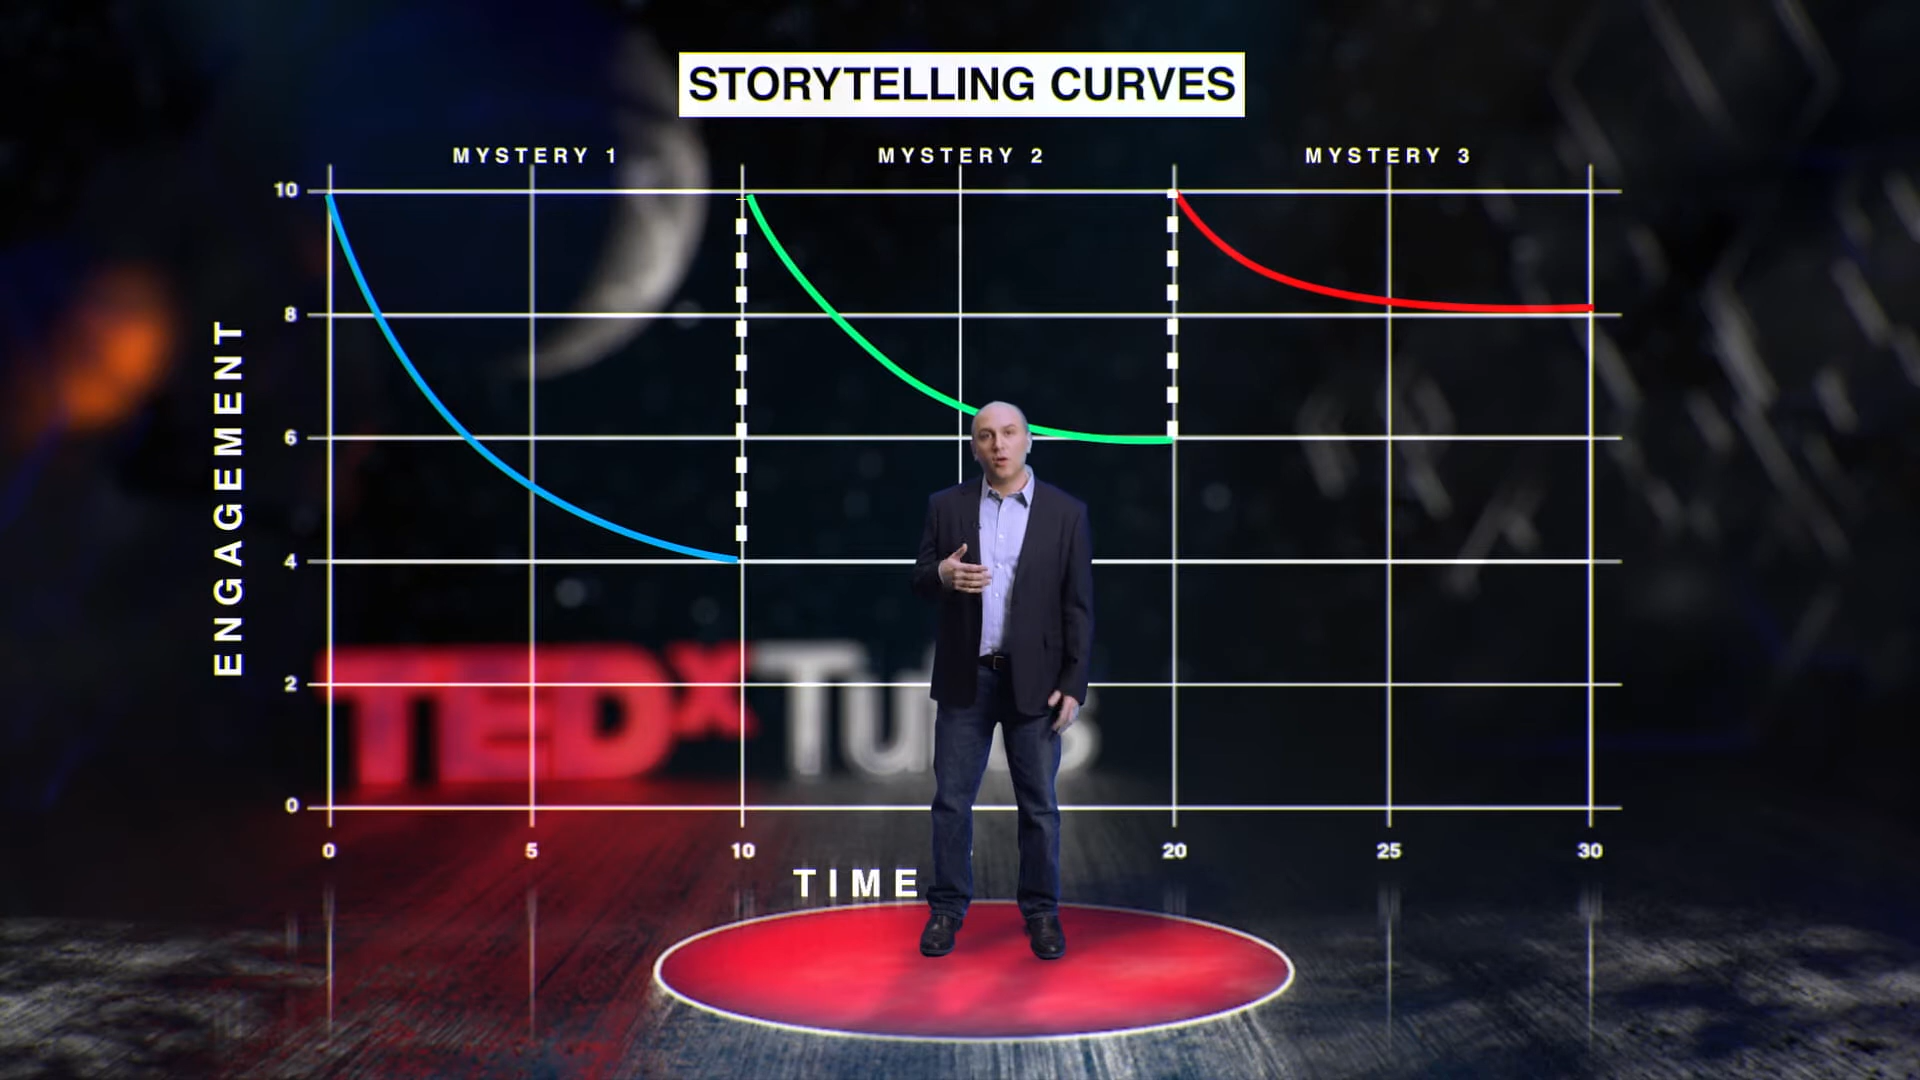 STORYTELLING CURVES
MYSTERY 1 MYSTERY 2 MYSTERY 3
10
8
6
4
2
0
ENGAGEMENT
TEDx
0 5 10 20 25 30
TIME